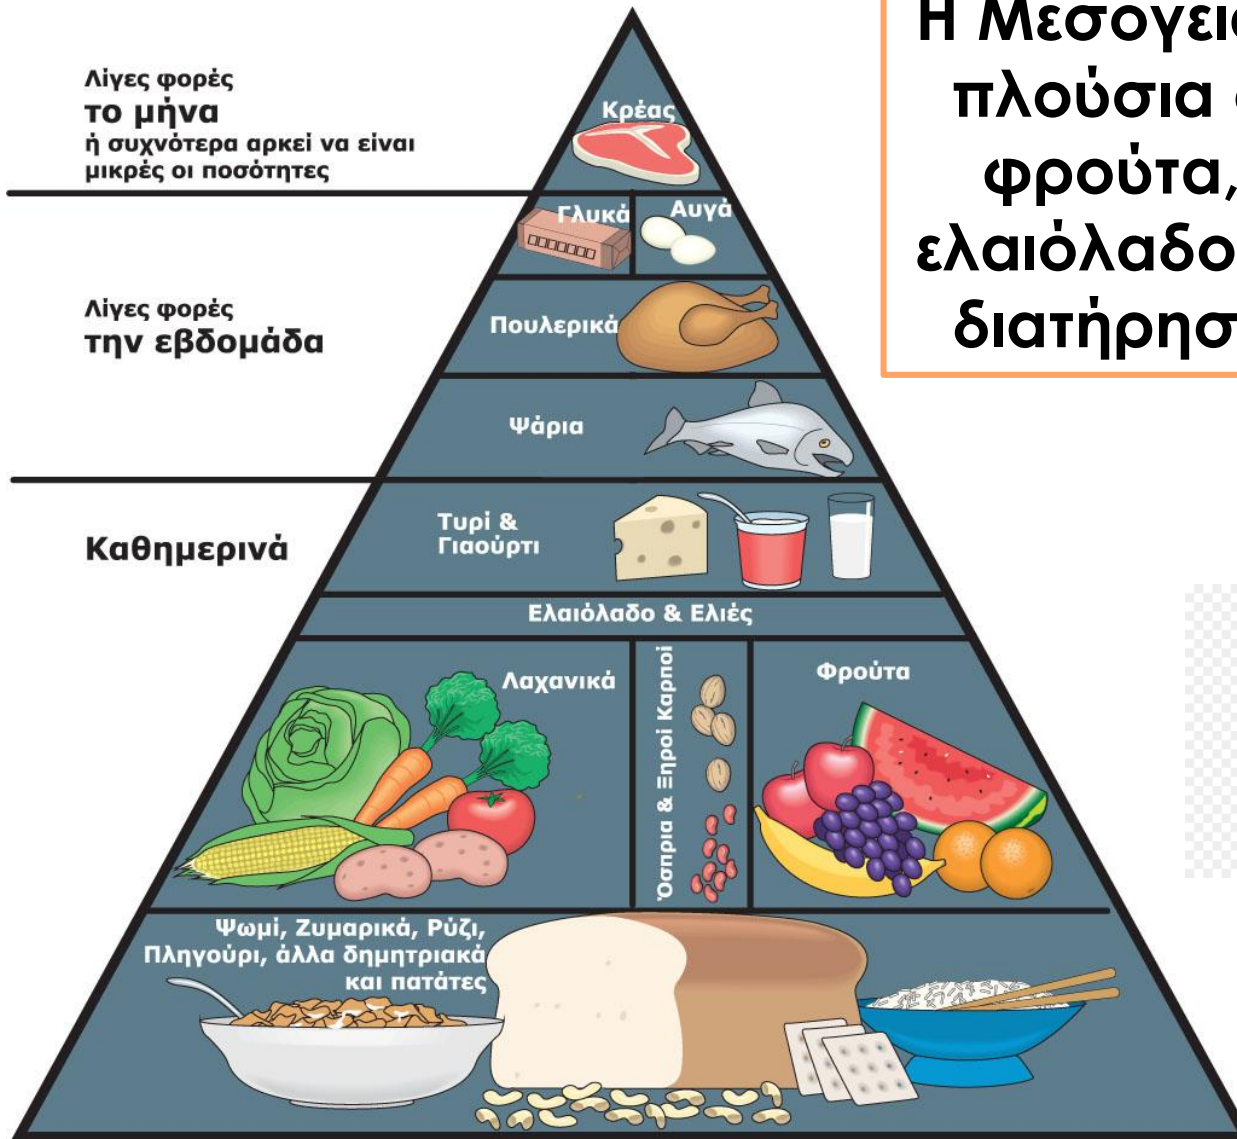 Η Μεσογεια
πλούσια
φρούτα,
ελαιόλαδο
διατήρησ
Λίγες φορές
το μήνα
ή συχνότερα αρκεί να είναι
μικρές οι ποσότητες
Κρέας
Γλυκά
Αυγά
Λίγες φορές
την εβδομάδα
Πουλερικά
Ψάρια
Καθημερινά
Τυρί &
Γιαούρτι
Ελαιόλαδο & Ελιές
Λαχανικά
Όσπρια & Ξηροί Καρποί
Φρούτα
Ψωμί, Ζυμαρικά, Ρύζι,
Πληγούρι, άλλα δημητριακά
και πατάτες